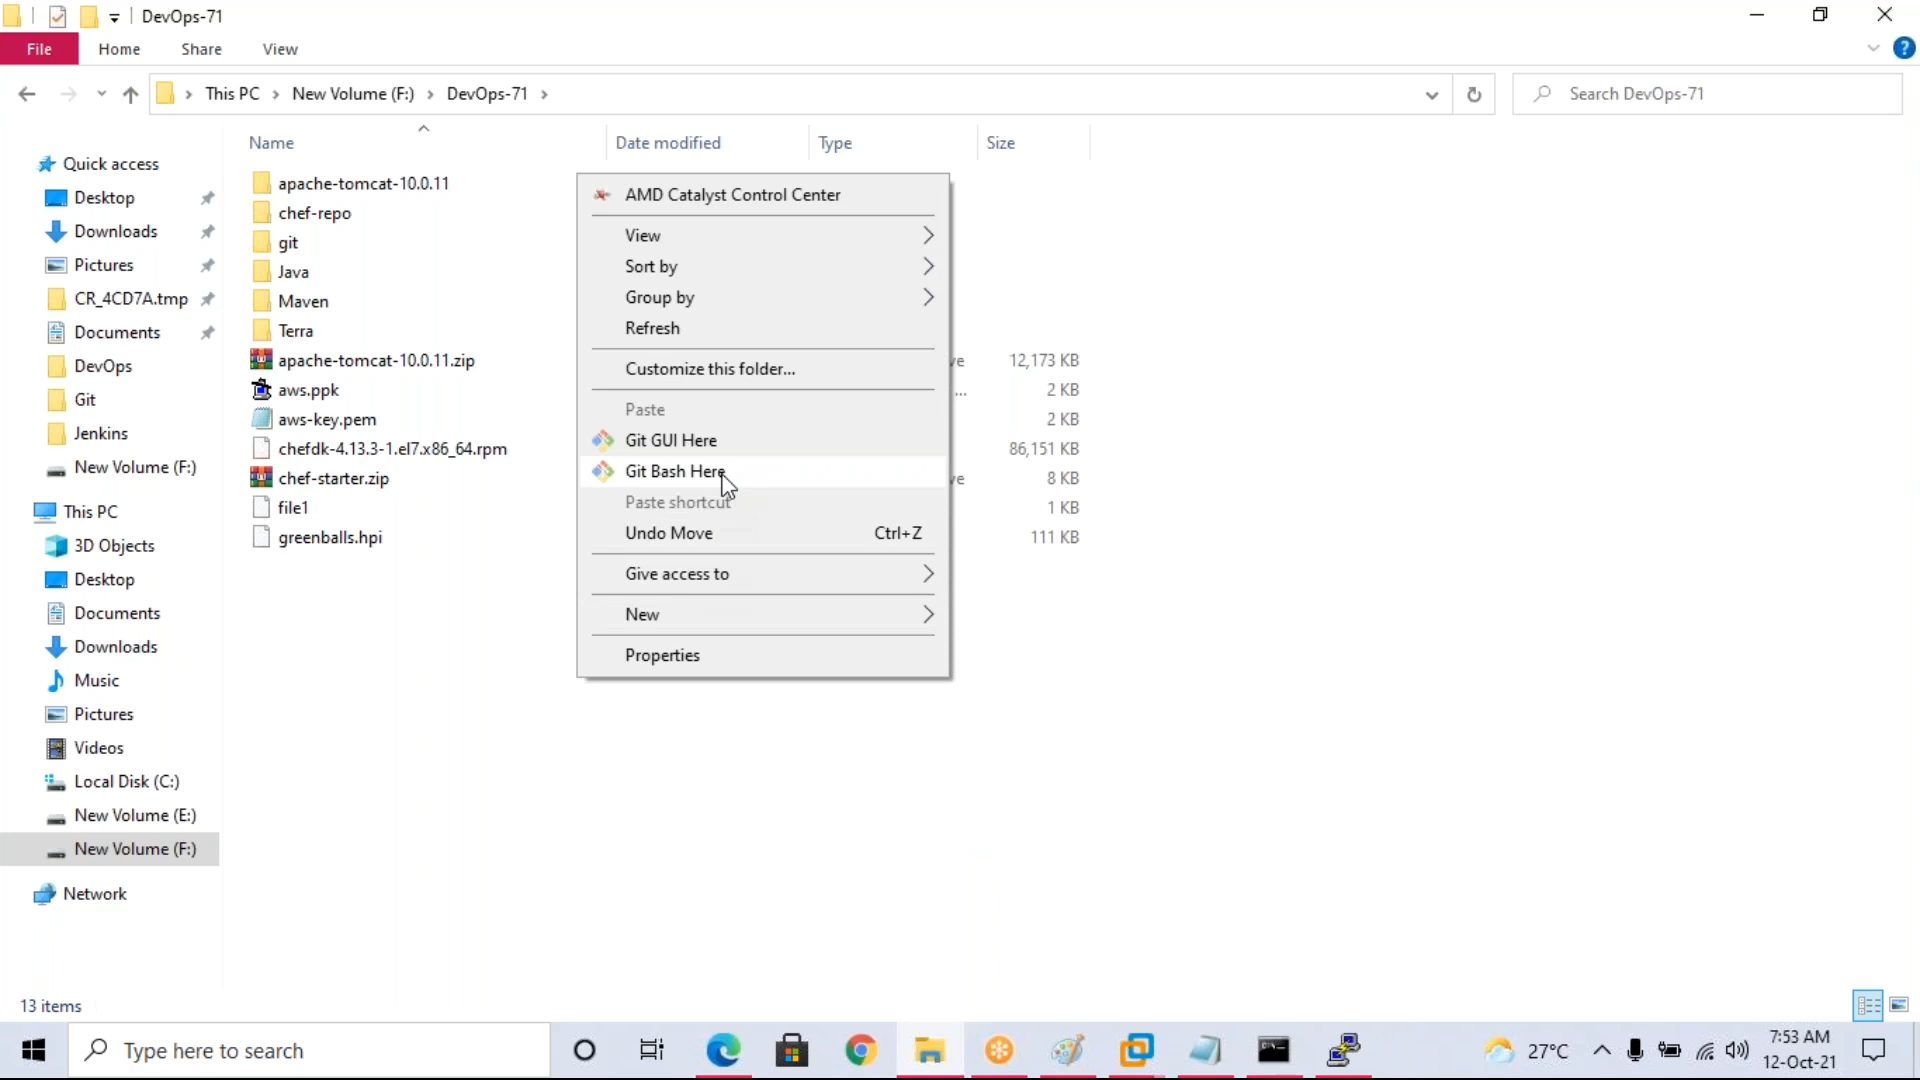 DevOps-71
File Home Share View
This PC New Volume (F:) DevOps-71
Search DevOps-71
Name Date modified Type Size
Quick access
Desktop
Downloads
Pictures
CR_4CD7A.tmp
Documents
DevOps
Git
Jenkins
New Volume (F:)
This PC
3D Objects
Desktop
Documents
Downloads
Music
Pictures
Videos
Local Disk (C:)
New Volume (E:)
New Volume (F:)
Network
apache-tomcat-10.0.11
chef-repo
git
Java
Maven
Terra
apache-tomcat-10.0.11.zip ve 12,173 KB
aws.ppk ... 2 KB
aws-key.pem 2 KB
chefdk-4.13.3-1.el7.x86_64.rpm 86,151 KB
chef-starter.zip ve 8 KB
file1 1 KB
greenballs.hpi 111 KB
AMD Catalyst Control Center
View
Sort by
Group by
Refresh
Customize this folder...
Paste
Git GUI Here
Git Bash Here
Paste shortcut
Undo Move Ctrl+Z
Give access to
New
Properties
13 items
Type here to search
27°C
7:53 AM
12-Oct-21